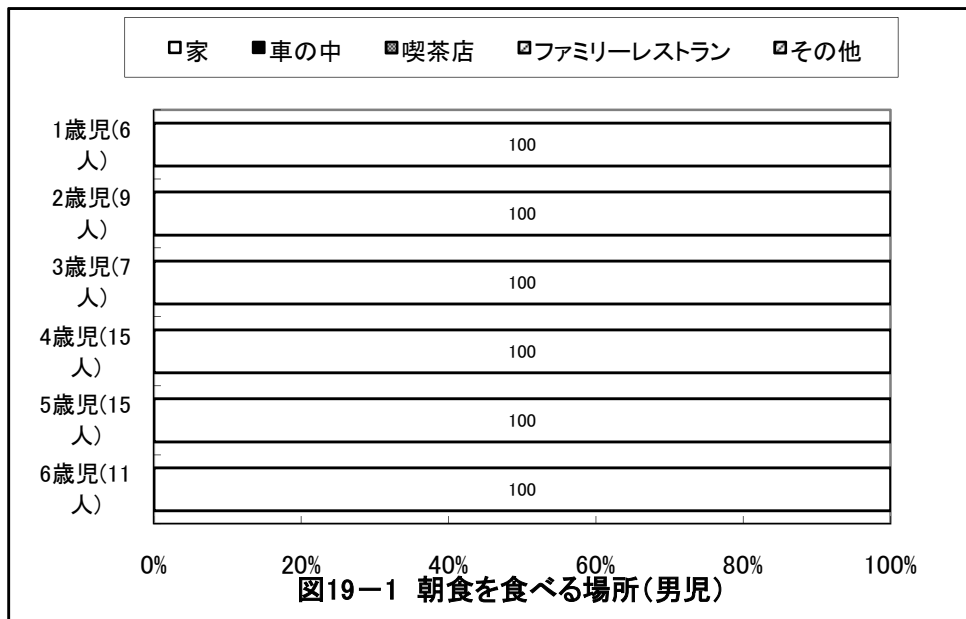 □家 ■車の中 ▩喫茶店 ▨ファミリーレストラン ▨その他
1歳児(6
人)
100
2歳児(9
人)
100
3歳児(7
人)
100
4歳児(15
人)
100
5歳児(15
人)
100
6歳児(11
人)
100
0% 20% 40% 60% 80% 100%
図19－1 朝食を食べる場所(男児)